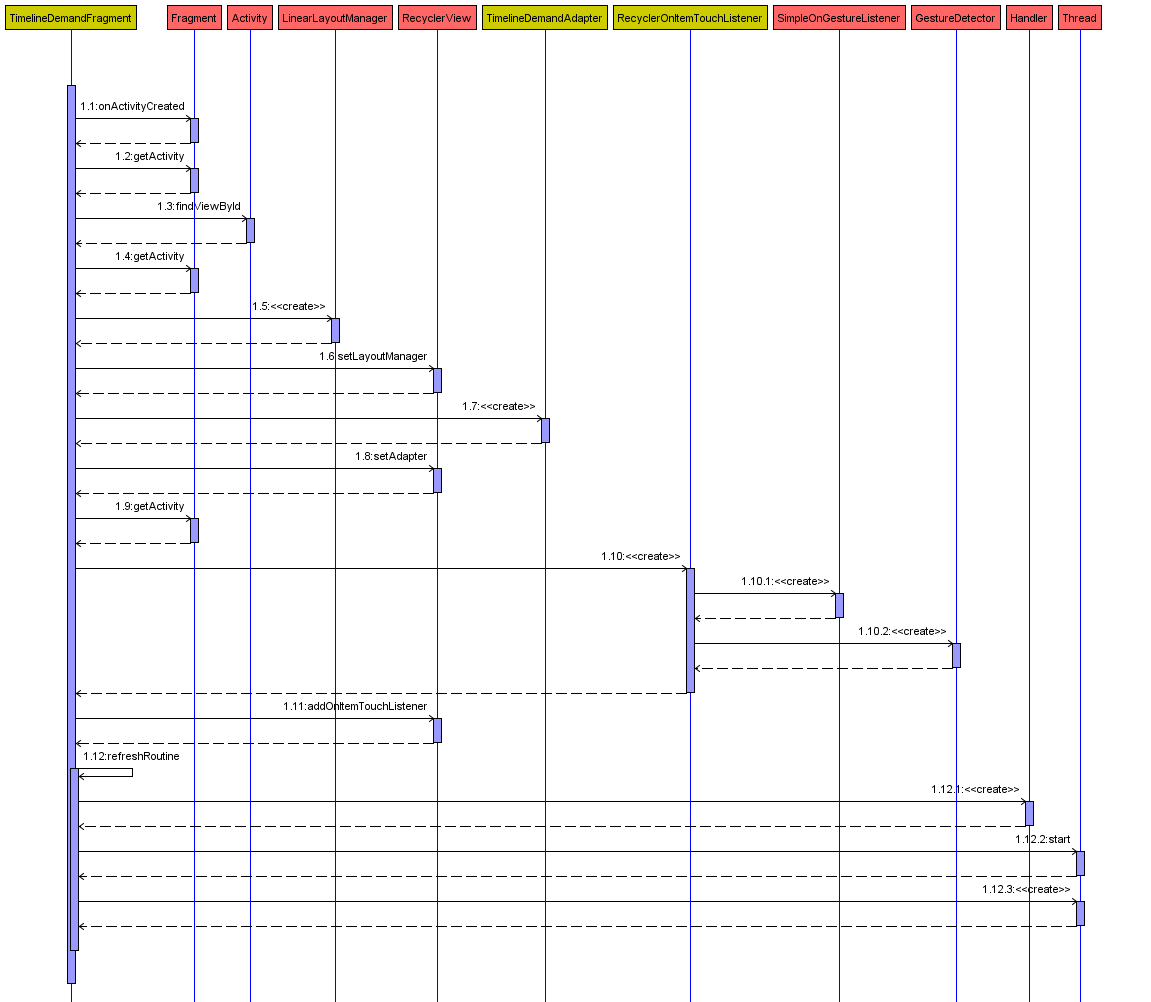 TimelineDemandFragment
Fragment
Activity
LinearLayoutManager
RecyclerView
TimelineDemandAdapter
RecyclerOnItemTouchListener
SimpleOnGestureListener
GestureDetector
Handler
Thread
1.1:onActivityCreated
1.2:getActivity
1.3:findViewById
1.4:getActivity
1.5:<<create>>
1.6:setLayoutManager
1.7:<<create>>
1.8:setAdapter
1.9:getActivity
1.10:<<create>>
1.10.1:<<create>>
1.10.2:<<create>>
1.11:addOnItemTouchListener
1.12:refreshRoutine
1.12.1:<<create>>
1.12.2:start
1.12.3:<<create>>